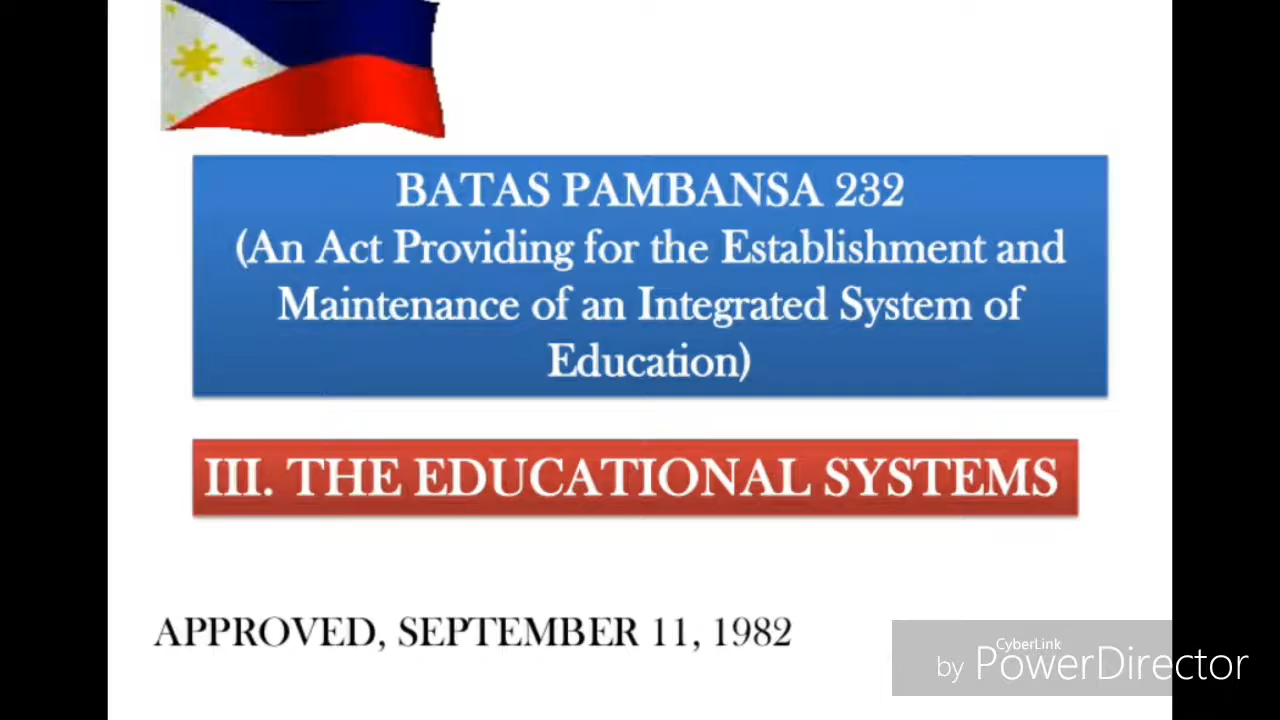 BATAS PAMBANSA 232
(An Act Providing for the Establishment and
Maintenance of an Integrated System of
Education)
III. THE EDUCATIONAL SYSTEMS
APPROVED, SEPTEMBER 11, 1982
CyberLink
by PowerDirector